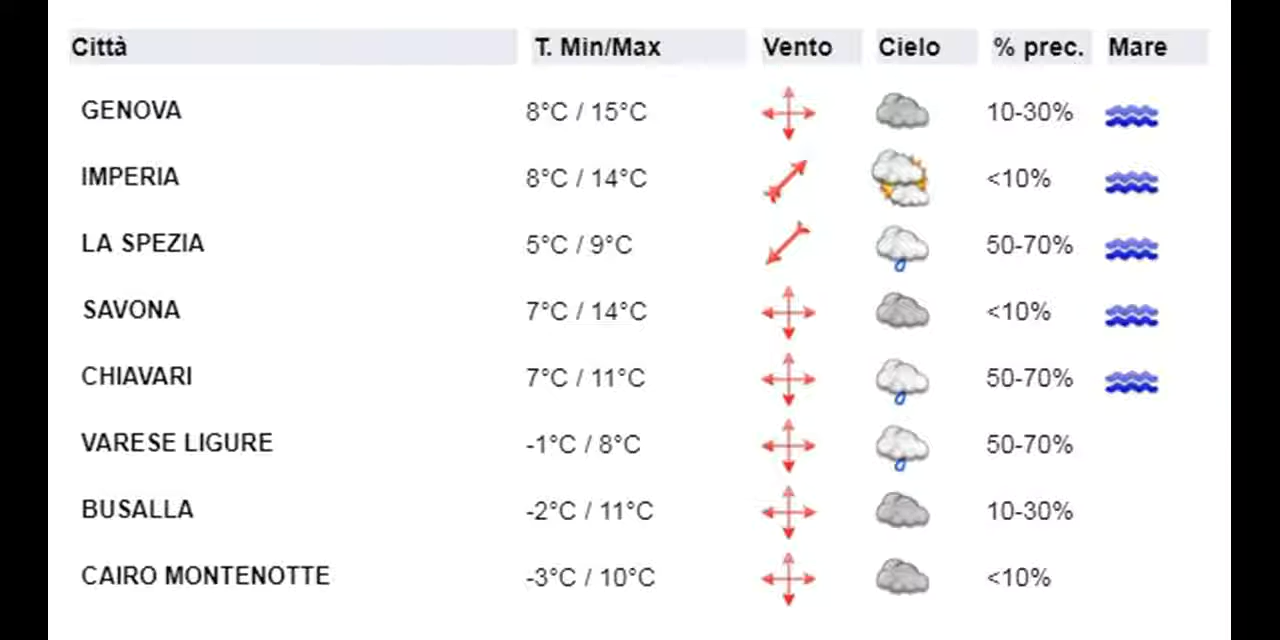 Città T. Min/Max Vento Cielo % prec. Mare
GENOVA 8°C / 15°C 10-30%
IMPERIA 8°C / 14°C <10%
LA SPEZIA 5°C / 9°C 50-70%
SAVONA 7°C / 14°C <10%
CHIAVARI 7°C / 11°C 50-70%
VARESE LIGURE -1°C / 8°C 50-70%
BUSALLA -2°C / 11°C 10-30%
CAIRO MONTENOTTE -3°C / 10°C <10%